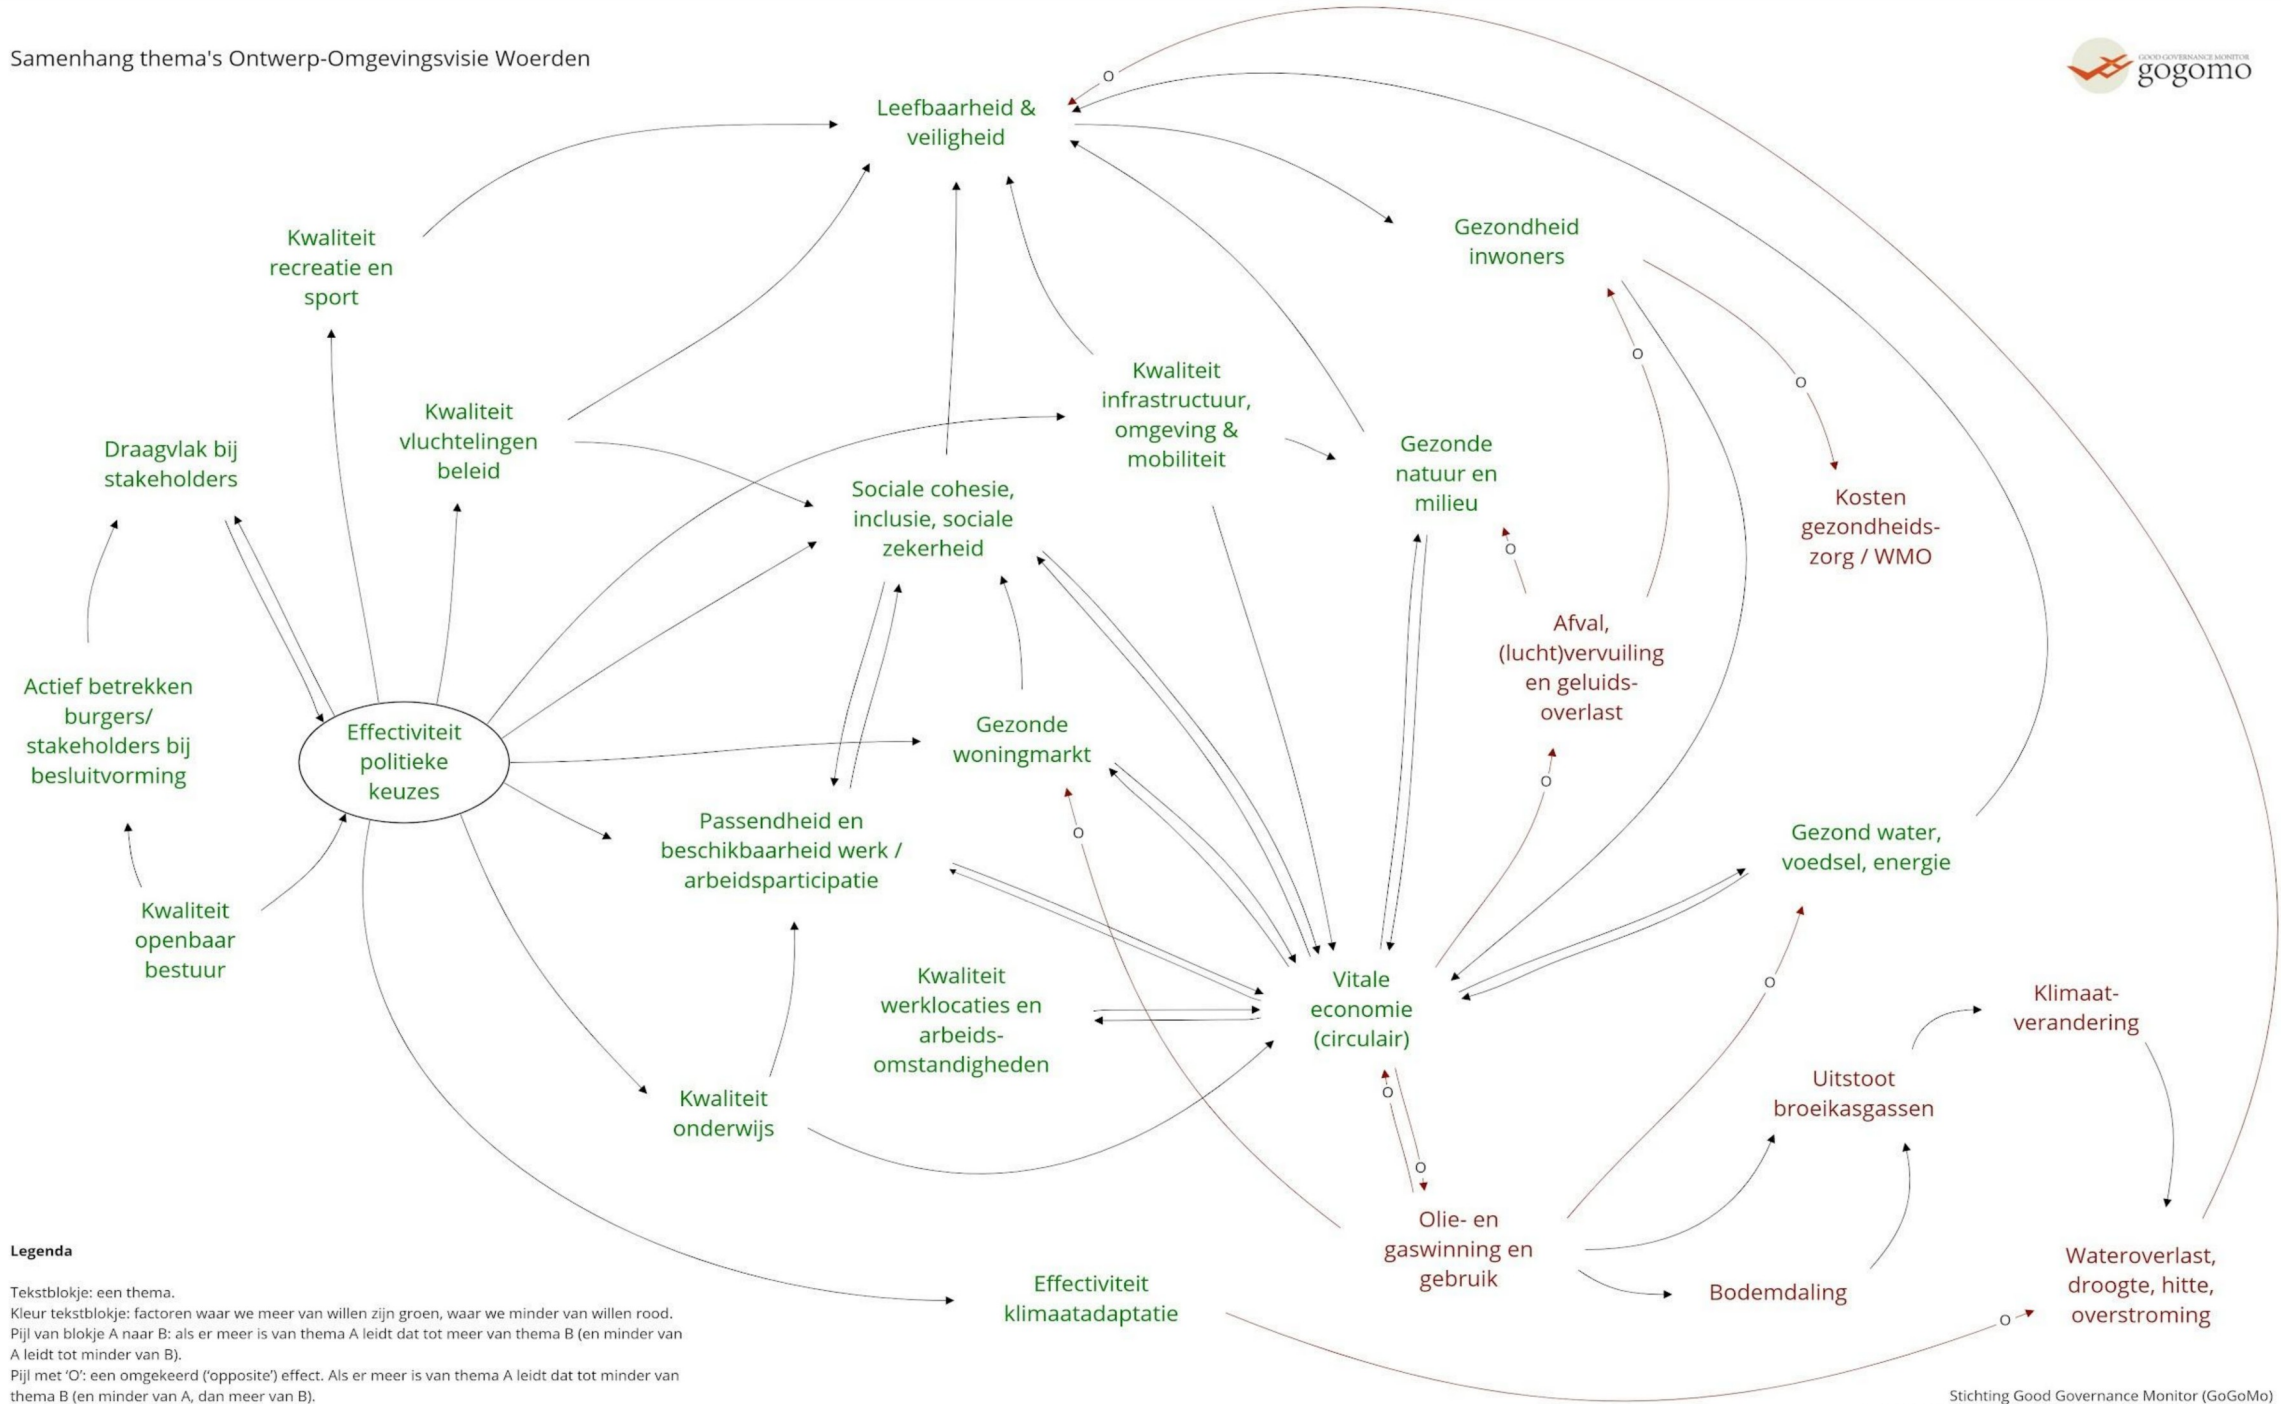 Samenhang thema's Ontwerp-Omgevingsvisie Woerden
GOOD GOVERNANCE MONITOR
gogomo
Leefbaarheid &
veiligheid
O
Kwaliteit
recreatie en
sport
Gezondheid
inwoners
O
O
Kwaliteit
infrastructuur,
omgeving &
mobiliteit
Kwaliteit
vluchtelingen
beleid
Draagvlak bij
stakeholders
Gezonde
natuur en
milieu
Sociale cohesie,
inclusie, sociale
zekerheid
Kosten
gezondheids-
zorg / WMO
O
Afval,
(lucht)vervuiling
en geluids-
overlast
O
Actief betrekken
burgers/
stakeholders bij
besluitvorming
Effectiviteit
politieke
keuzes
Gezonde
woningmarkt
O
Passendheid en
beschikbaarheid werk /
arbeidsparticipatie
Gezond water,
voedsel, energie
Kwaliteit
openbaar
bestuur
Kwaliteit
werklocaties en
arbeids-
omstandigheden
Vitale
economie
(circulair)
O
Klimaat-
verandering
Kwaliteit
onderwijs
O
O
Uitstoot
broeikasgassen
Olie- en
gaswinning en
gebruik
Bodemdaling
Wateroverlast,
droogte, hitte,
overstroming
Effectiviteit
klimaatadaptatie
O
Legenda
Tekstblokje: een thema.
Kleur tekstblokje: factoren waar we meer van willen zijn groen, waar we minder van willen rood.
Pijl van blokje A naar B: als er meer is van thema A leidt dat tot meer van thema B (en minder van
A leidt tot minder van B).
Pijl met ‘O’: een omgekeerd (‘opposite’) effect. Als er meer is van thema A leidt dat tot minder van
thema B (en minder van A, dan meer van B).
Stichting Good Governance Monitor (GoGoMo)